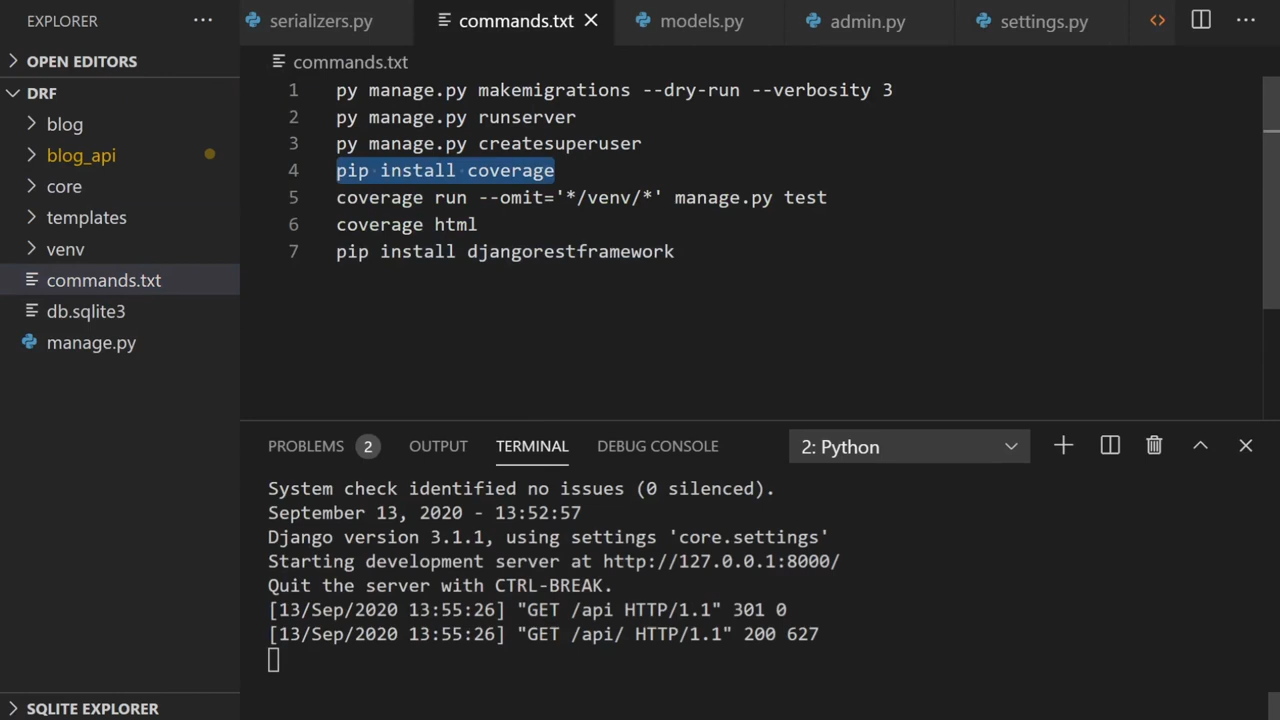 EXPLORER
serializers.py
commands.txt
models.py
admin.py
settings.py
OPEN EDITORS
commands.txt
DRF
blog
blog_api
core
templates
venv
commands.txt
db.sqlite3
manage.py
1 py manage.py makemigrations --dry-run --verbosity 3
2 py manage.py runserver
3 py manage.py createsuperuser
4 pip install coverage
5 coverage run --omit='*/venv/*' manage.py test
6 coverage html
7 pip install djangorestframework
PROBLEMS 2 OUTPUT TERMINAL DEBUG CONSOLE 2: Python
System check identified no issues (0 silenced).
September 13, 2020 - 13:52:57
Django version 3.1.1, using settings 'core.settings'
Starting development server at http://127.0.0.1:8000/
Quit the server with CTRL-BREAK.
[13/Sep/2020 13:55:26] "GET /api HTTP/1.1" 301 0
[13/Sep/2020 13:55:26] "GET /api/ HTTP/1.1" 200 627
SQLITE EXPLORER